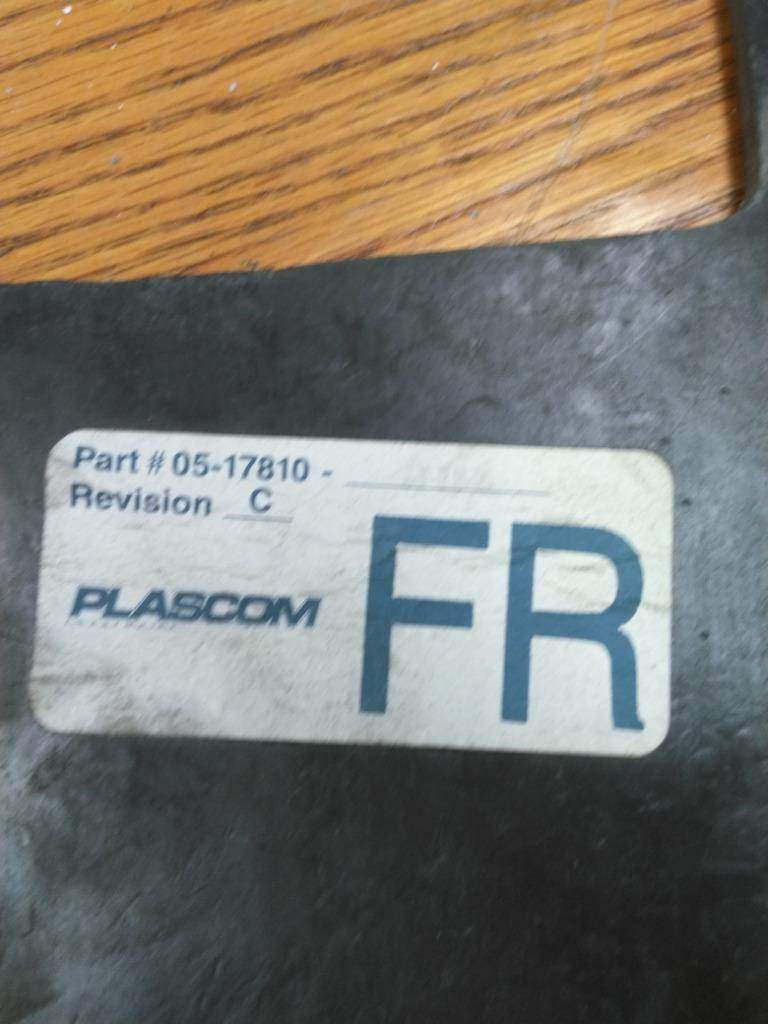 Part # 05-17810 -
Revision C
PLASCOM
FR